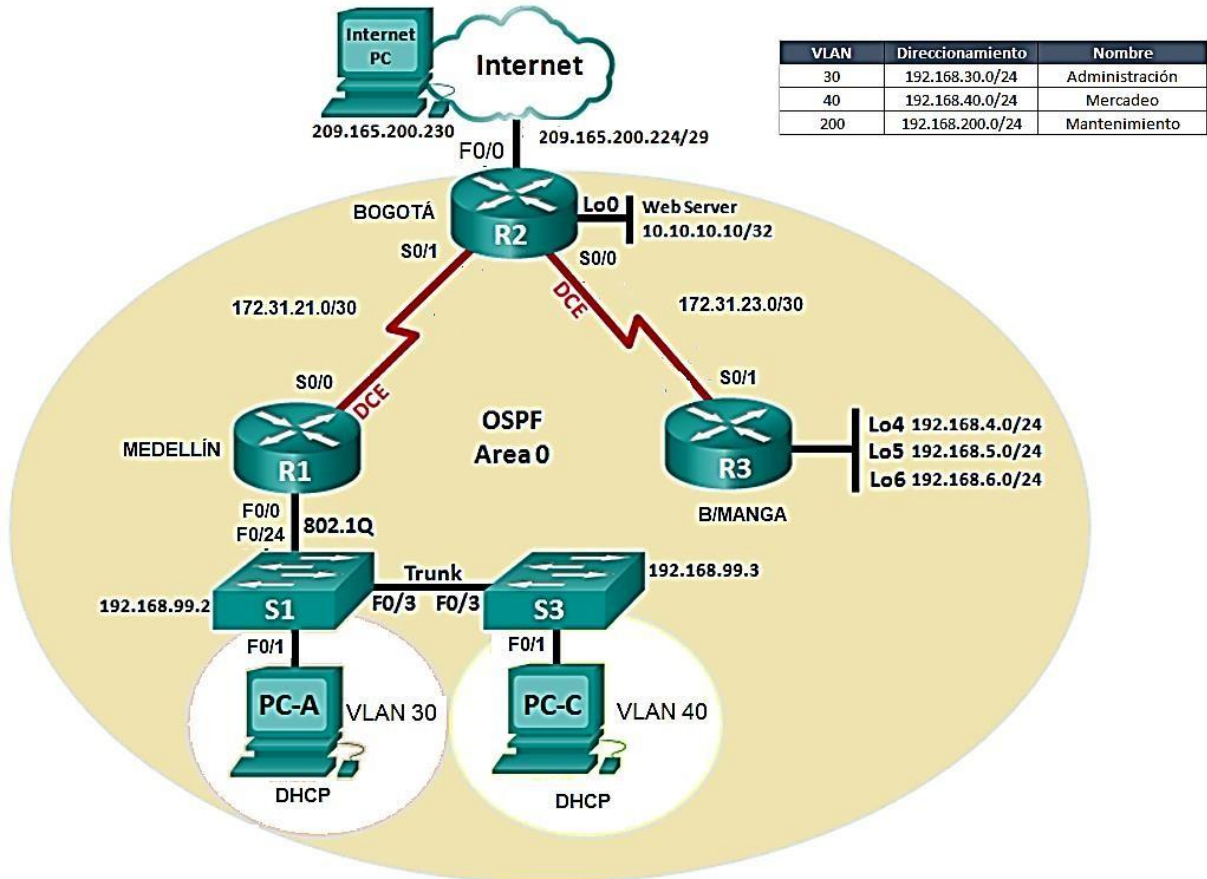 Internet
PC
Internet
209.165.200.230
209.165.200.224/29
F0/0
VLAN Direccionamiento Nombre
30 192.168.30.0/24 Administración
40 192.168.40.0/24 Mercadeo
200 192.168.200.0/24 Mantenimiento
BOGOTÁ
R2
Lo0
Web Server
10.10.10.10/32
S0/1
S0/0
DCE
172.31.21.0/30
172.31.23.0/30
S0/0
DCE
S0/1
MEDELLÍN
R1
OSPF
Area 0
R3
B/MANGA
Lo4 192.168.4.0/24
Lo5 192.168.5.0/24
Lo6 192.168.6.0/24
F0/0
F0/24
802.1Q
192.168.99.2
S1
Trunk
F0/3 F0/3
S3
192.168.99.3
F0/1
F0/1
PC-A
VLAN 30
DHCP
PC-C
VLAN 40
DHCP